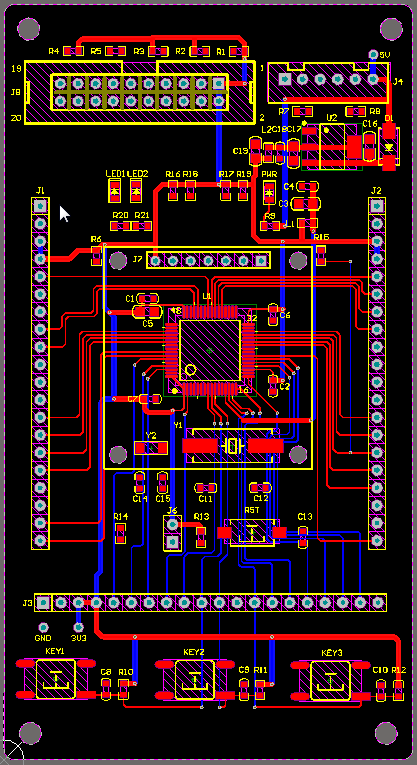 R4 R5 R3 R2 R1
5V
19 1
J8 J4
20 2
R7 R8
U2 C16 D1
L2 C18 C17
C19
LED1 LED2 R16 R18 R17 R19 PWR C4
J1 J2
C3
R20 R21 R9 L1
R6 R15
J7
C1 U1
48 32 C6
C5
C2
C7 16
Y2 Y1
C14 C15 C11 C12
J6 RST
R14 R13 C13
J3
GND 3V3
KEY1 KEY2 KEY3
C8 R10 C9 R11 C10 R12